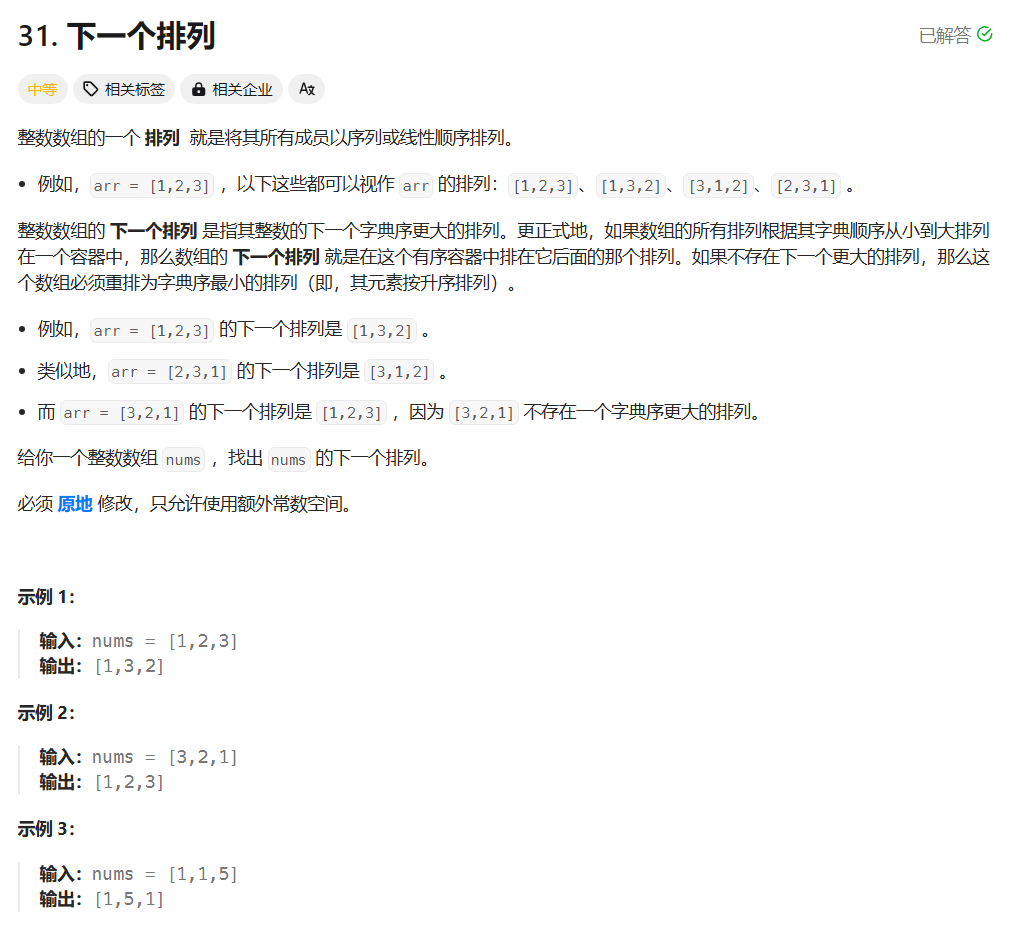 31. 下一个排列
已解答
中等 相关标签 相关企业 Aあ
整数数组的一个 排列 就是将其所有成员以序列或线性顺序排列。
• 例如，arr = [1,2,3] ，以下这些都可以视作 arr 的排列：[1,2,3]、[1,3,2]、[3,1,2]、[2,3,1] 。
整数数组的 下一个排列 是指其整数的下一个字典序更大的排列。更正式地，如果数组的所有排列根据其字典顺序从小到大排列
在一个容器中，那么数组的 下一个排列 就是在这个有序容器中排在它后面的那个排列。如果不存在下一个更大的排列，那么这
个数组必须重排为字典序最小的排列（即，其元素按升序排列）。
• 例如，arr = [1,2,3] 的下一个排列是 [1,3,2] 。
• 类似地，arr = [2,3,1] 的下一个排列是 [3,1,2] 。
• 而 arr = [3,2,1] 的下一个排列是 [1,2,3] ，因为 [3,2,1] 不存在一个字典序更大的排列。
给你一个整数数组 nums ，找出 nums 的下一个排列。
必须 原地 修改，只允许使用额外常数空间。
示例 1：
输入：nums = [1,2,3]
输出：[1,3,2]
示例 2：
输入：nums = [3,2,1]
输出：[1,2,3]
示例 3：
输入：nums = [1,1,5]
输出：[1,5,1]